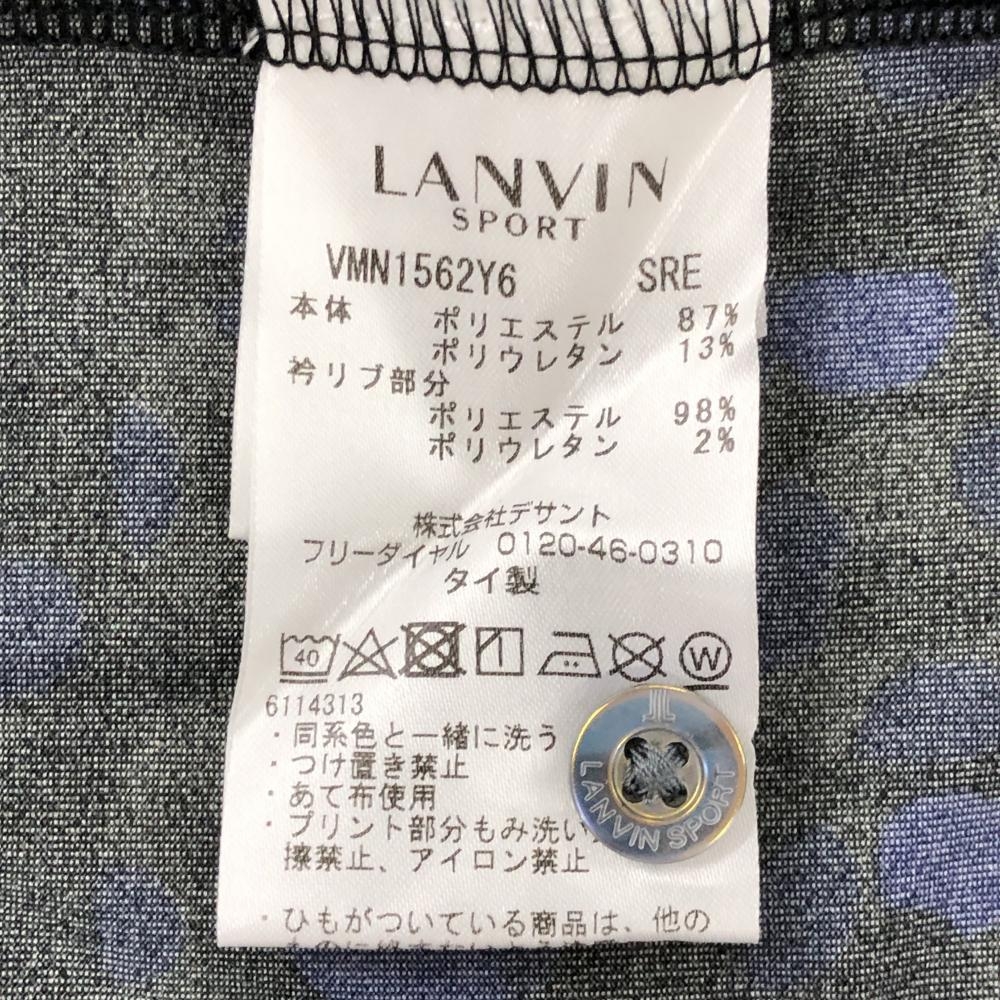 LANVIN
SPORT
VMN1562Y6 SRE
本体 ポリエステル 87%
ポリウレタン 13%
衿リブ部分
ポリエステル 98%
ポリウレタン 2%
株式会社デサント
フリーダイヤル 0120-46-0310
タイ製
40 W
6114313
・同系色と一緒に洗う
・つけ置き禁止
・あて布使用
・プリント部分もみ洗い
擦禁止、アイロン禁止
・ひもがついている商品は、他の
LANVIN SPORT